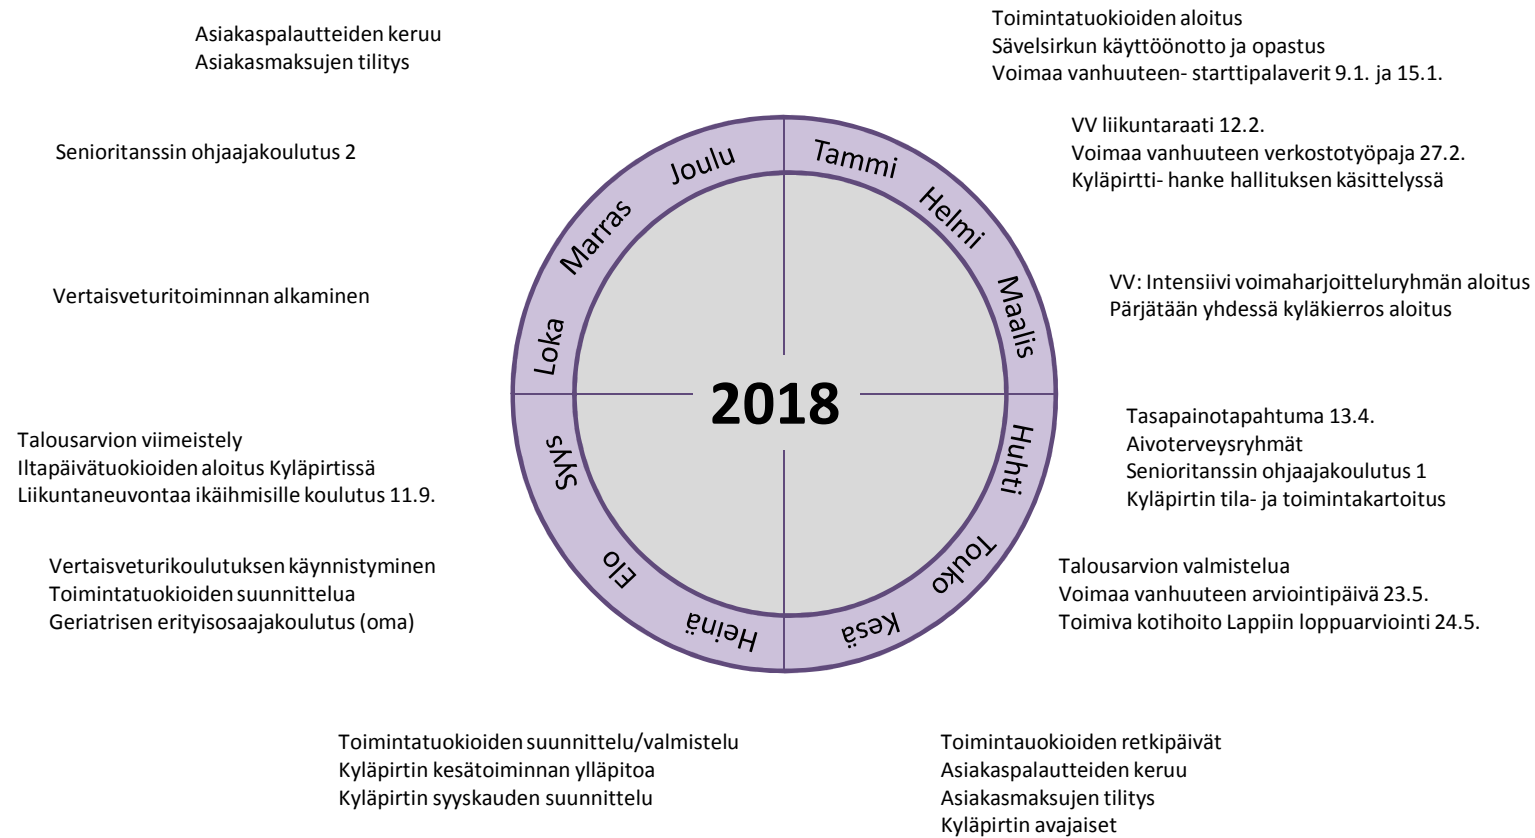 Toimintatuokioiden aloitus
Sävelsirkun käyttöönotto ja opastus
Voimaa vanhuuteen- starttipalaverit 9.1. ja 15.1.
VV liikuntaraati 12.2.
Voimaa vanhuuteen verkostotyöpaja 27.2.
Kyläpirtti- hanke hallituksen käsittelyssä
VV: Intensiivi voimaharjoitteluryhmän aloitus
Pärjätään yhdessä kyläkierros aloitus
Tasapainotapahtuma 13.4.
Aivoterveysryhmät
Senioritanssin ohjaajakoulutus 1
Kyläpirtin tila- ja toimintakartoitus
Talousarvion valmistelua
Voimaa vanhuuteen arviointipäivä 23.5.
Toimiva kotihoito Lappiin loppuarviointi 24.5.
Toimintauokioiden retkipäivät
Asiakaspalautteiden keruu
Asiakasmaksujen tilitys
Kyläpirtin avajaiset
Toimintatuokioiden suunnittelu/valmistelu
Kyläpirtin kesätoiminnan ylläpitoa
Kyläpirtin syyskauden suunnittelu
Vertaisveturikoulutuksen käynnistyminen
Toimintatuokioiden suunnittelua
Geriatrisen erityisosaajakoulutus (oma)
Talousarvion viimeistely
Iltapäivätuokioiden aloitus Kyläpirtissä
Liikuntaneuvontaa ikäihmisille koulutus 11.9.
Vertaisveturitoiminnan alkaminen
Senioritanssin ohjaajakoulutus 2
Asiakaspalautteiden keruu
Asiakasmaksujen tilitys
Tammi
Helmi
Maalis
Huhti
Touko
Kesä
Heinä
Elo
Syys
Loka
Marras
Joulu
2018